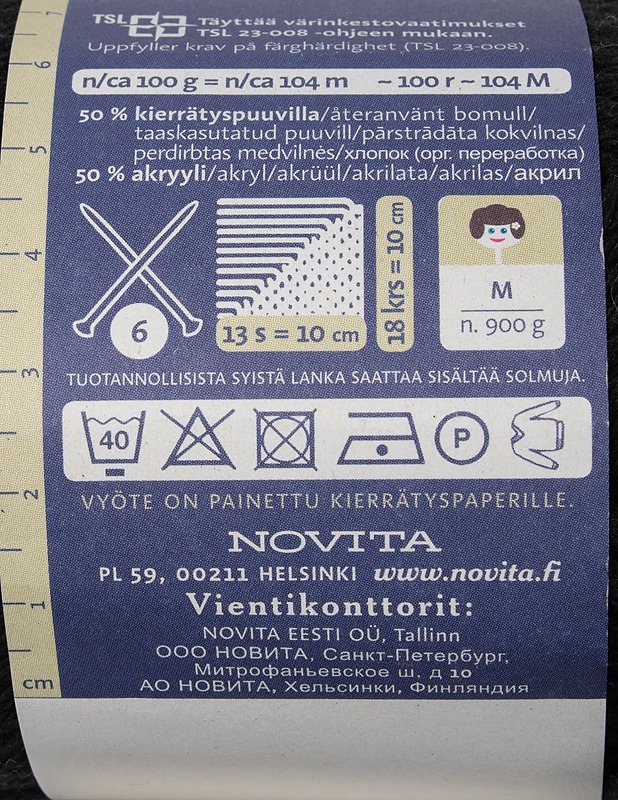 TSL Täyttää värinkestovaatimukset
TSL 23-008 -ohjeen mukaan.
Uppfyller krav på färghärdighet (TSL 23-008).
n/ca 100 g = n/ca 104 m ~ 100 r ~ 104 M
50 % kierrätyspuuvilla/återanvänt bomull/
taaskasutatud puuvill/pārstrādāta kokvilnas/
perdirbtas medvilnės/хлопок (орг. переработка)
50 % akryyli/akryl/akrüül/akrilata/akrilas/акрил
6
13 s = 10 cm
18 krs = 10 cm
M
n. 900 g
TUOTANNOLLISISTA SYISTÄ LANKA SAATTAA SISÄLTÄÄ SOLMUJA.
40
P
VYÖTE ON PAINETTU KIERRÄTYSPAPERILLE.
NOVITA
PL 59, 00211 HELSINKI www.novita.fi
Vientikonttorit:
NOVITA EESTI OÜ, Tallinn
ООО НОВИТА, Санкт-Петербург,
Митрофаньевское ш, д 10
АО НОВИТА, Хельсинки, Финляндия
7
6
5
4
3
2
1
cm